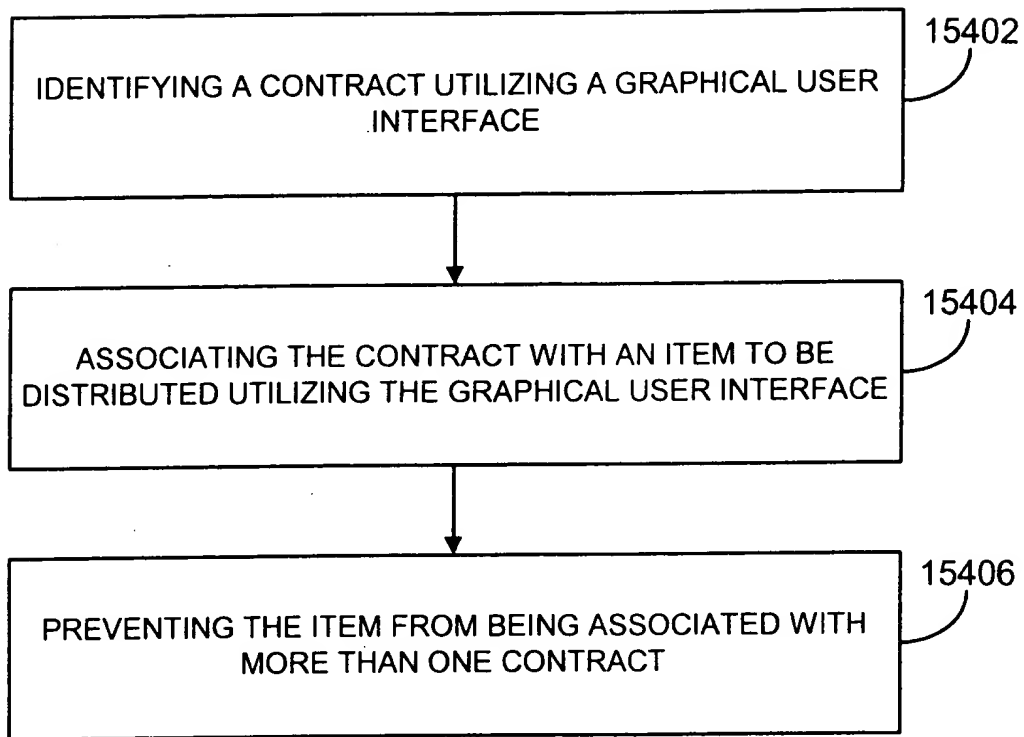 15402
IDENTIFYING A CONTRACT UTILIZING A GRAPHICAL USER
INTERFACE
15404
ASSOCIATING THE CONTRACT WITH AN ITEM TO BE
DISTRIBUTED UTILIZING THE GRAPHICAL USER INTERFACE
15406
PREVENTING THE ITEM FROM BEING ASSOCIATED WITH
MORE THAN ONE CONTRACT